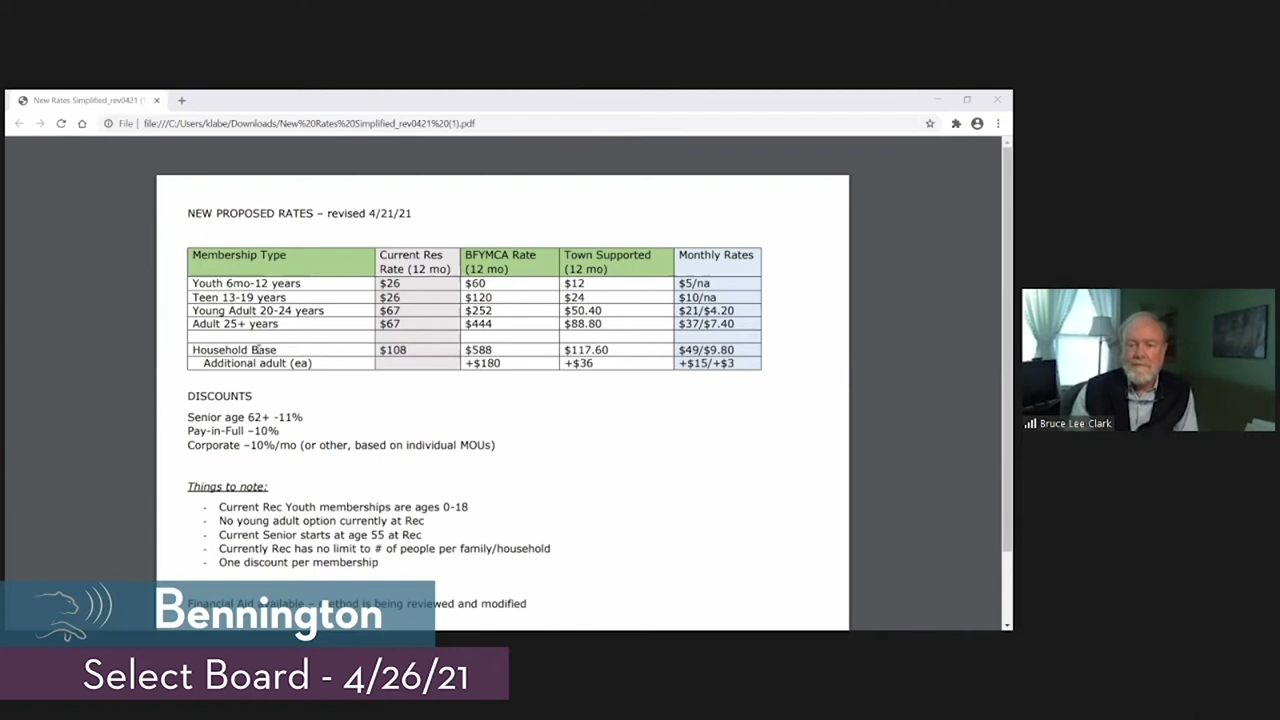 New Rates Simplified_rev0421 (
File | file:///C:/Users/klabe/Downloads/New%20Rates%20Simplified_rev0421%20(1).pdf
NEW PROPOSED RATES – revised 4/21/21
Membership Type Current Res Rate (12 mo) BFYMCA Rate (12 mo) Town Supported (12 mo) Monthly Rates
Youth 6mo-12 years $26 $60 $12 $5/na
Teen 13-19 years $26 $120 $24 $10/na
Young Adult 20-24 years $67 $252 $50.40 $21/$4.20
Adult 25+ years $67 $444 $88.80 $37/$7.40
Household Base $108 $588 $117.60 $49/$9.80
Additional adult (ea) +$180 +$36 +$15/+$3
DISCOUNTS
Senior age 62+ -11%
Pay-in-Full –10%
Corporate –10%/mo (or other, based on individual MOUs)
Things to note:
- Current Rec Youth memberships are ages 0-18
- No young adult option currently at Rec
- Current Senior starts at age 55 at Rec
- Currently Rec has no limit to # of people per family/household
- One discount per membership
Financial Aid available – method is being reviewed and modified
Bruce Lee Clark
Bennington
Select Board - 4/26/21